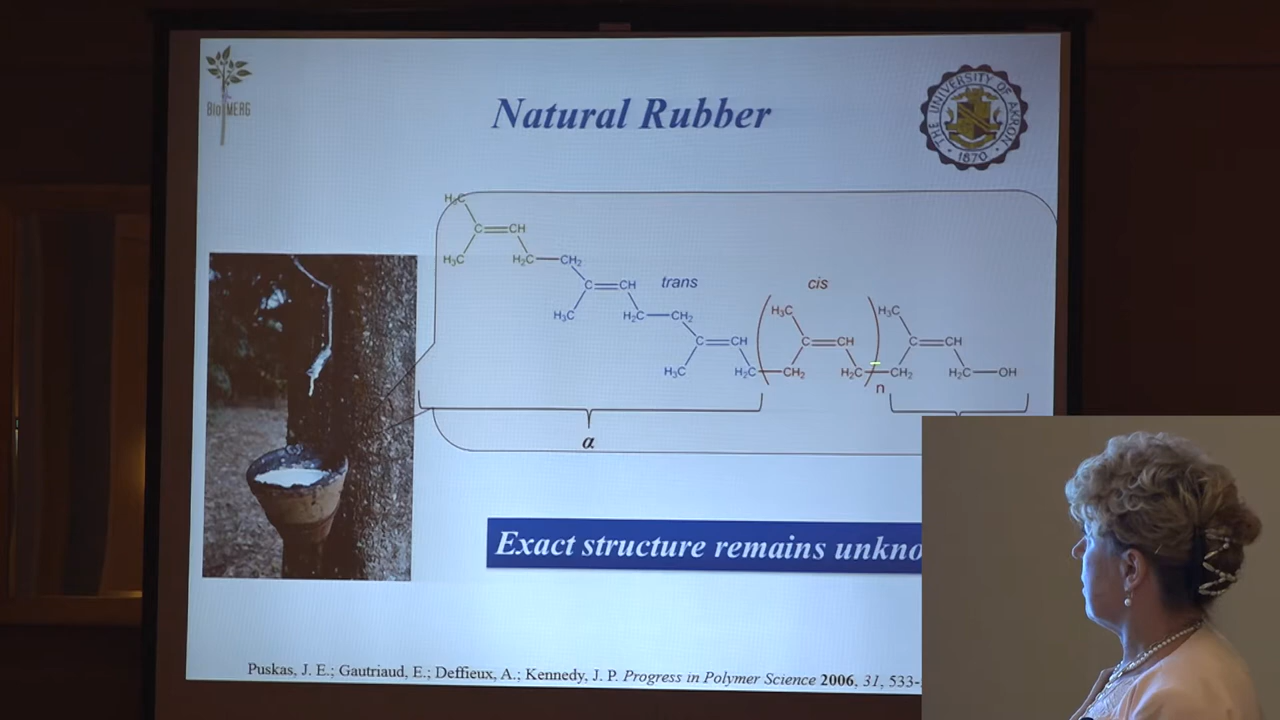 BioMERG
THE UNIVERSITY OF AKRON
1870
Natural Rubber
H₃C
C CH
H₃C H₂C CH₂
trans cis
C CH
H₃C H₂C CH₂
H₃C H₃C
C CH C CH C CH
H₃C H₂C CH₂ H₂C CH₂ H₂C OH
n
α
Exact structure remains
Puskas, J. E.; Gautriaud, E.; Deffieux, A.; Kennedy, J. P. Progress in Polymer Science 2006, 31, 533-